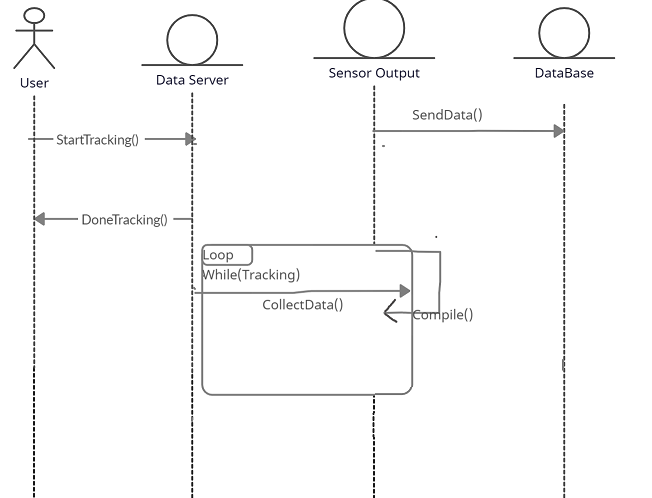 User
Data Server
Sensor Output
DataBase
SendData()
StartTracking()
DoneTracking()
Loop
While(Tracking)
CollectData()
Compile()